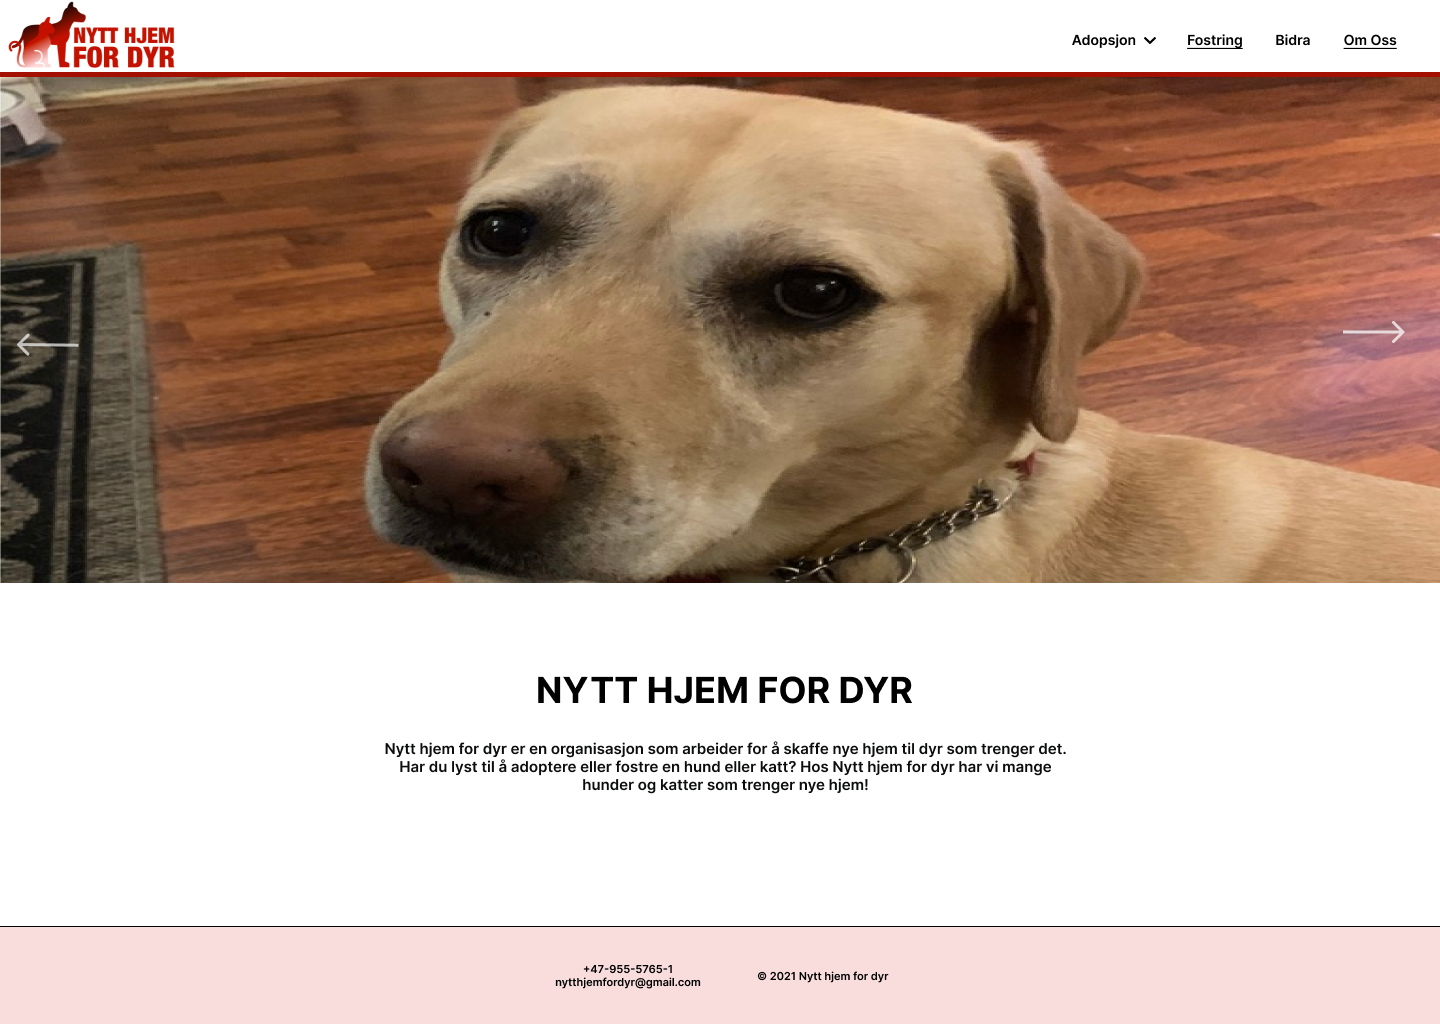 NYTT HJEM
FOR DYR
Adopsjon
Fostring
Bidra
Om Oss
NYTT HJEM FOR DYR
Nytt hjem for dyr er en organisasjon som arbeider for å skaffe nye hjem til dyr som trenger det.
Har du lyst til å adoptere eller fostre en hund eller katt? Hos Nytt hjem for dyr har vi mange
hunder og katter som trenger nye hjem!
+47-955-5765-1
nytthjemfordyr@gmail.com
© 2021 Nytt hjem for dyr